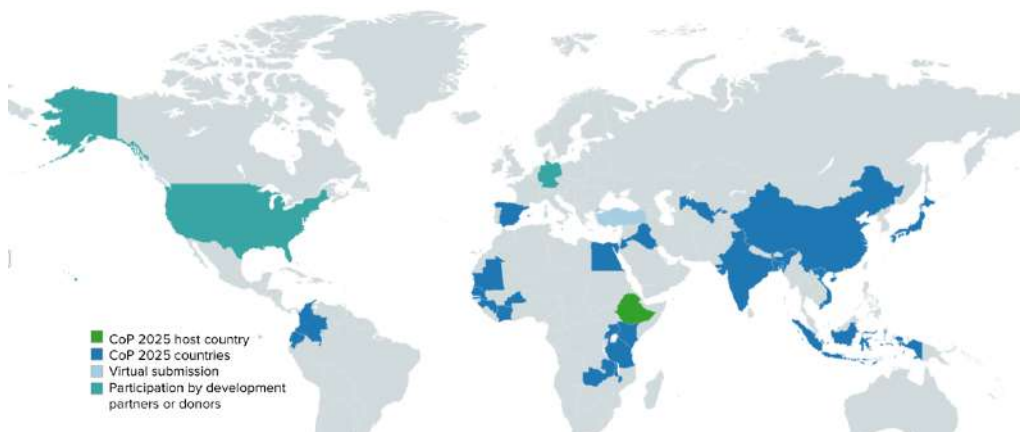 CoP 2025 host country
CoP 2025 countries
Virtual submission
Participation by development
partners or donors